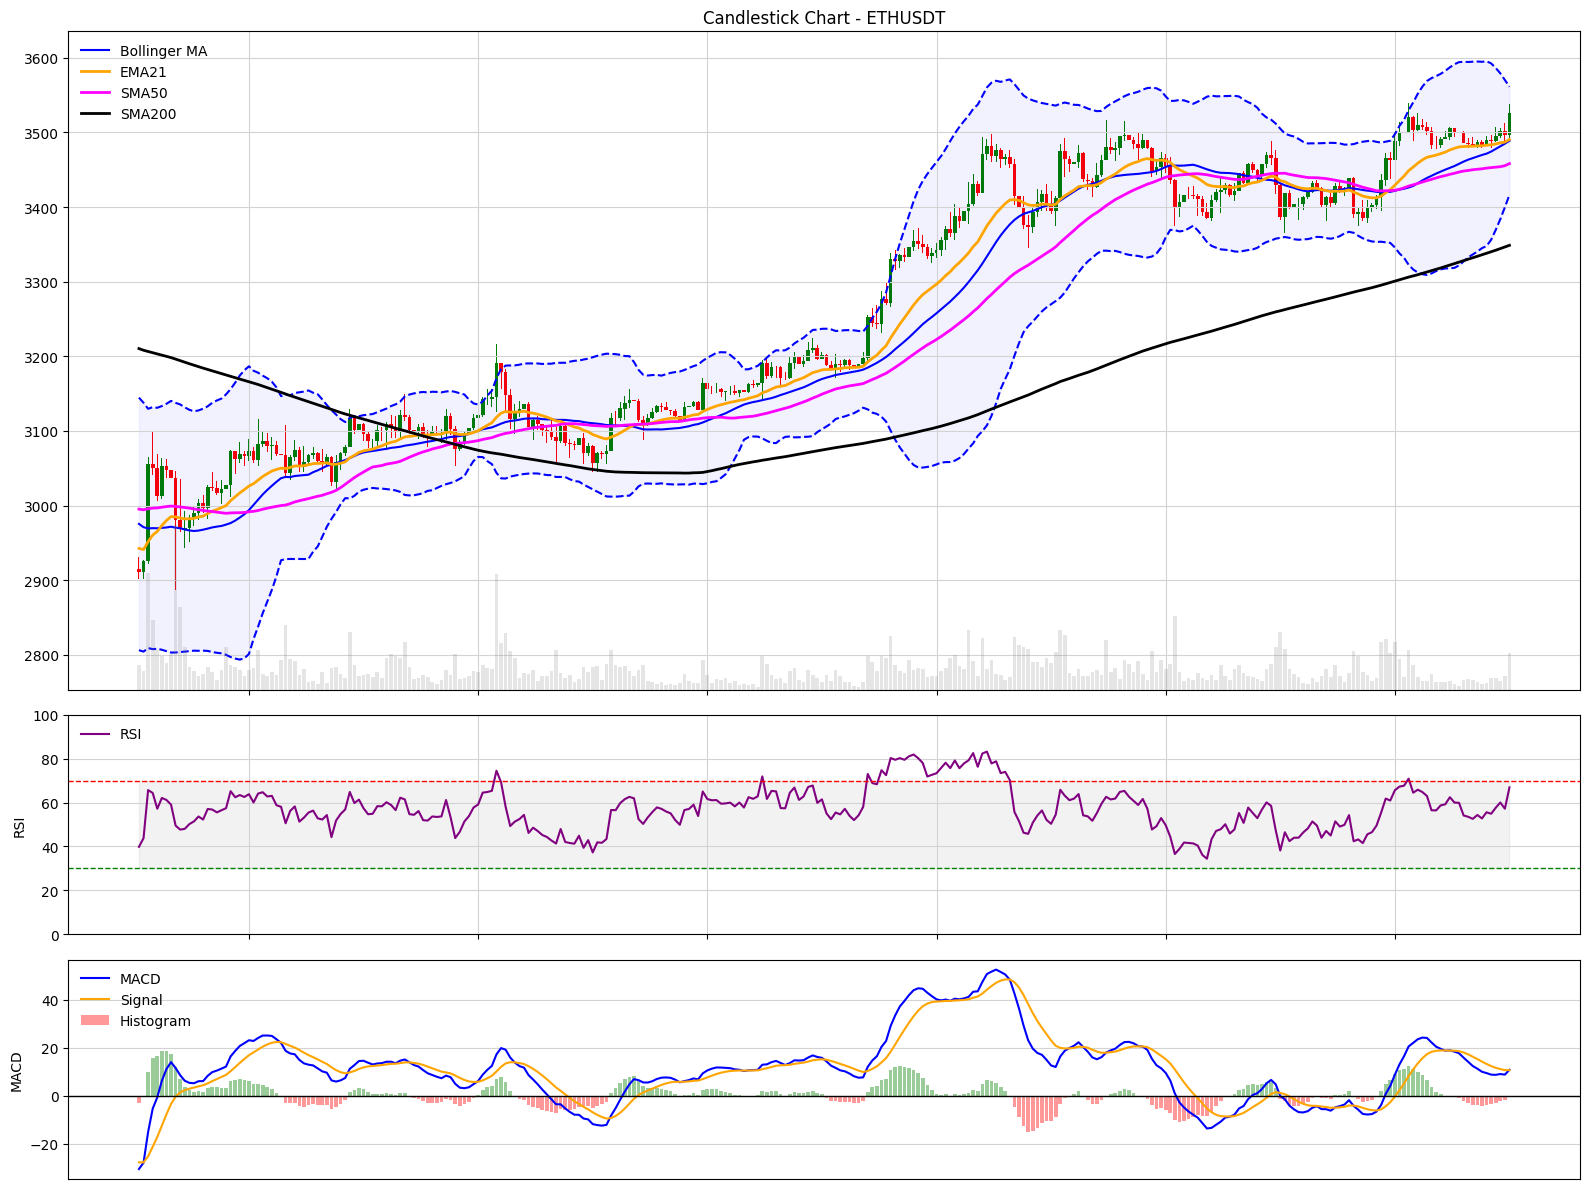 Candlestick Chart - ETHUSDT
Bollinger MA
EMA21
SMA50
SMA200
3600
3500
3400
3300
3200
3100
3000
2900
2800
RSI
100
80
60
40
20
0
RSI
MACD
Signal
Histogram
40
20
0
−20
MACD